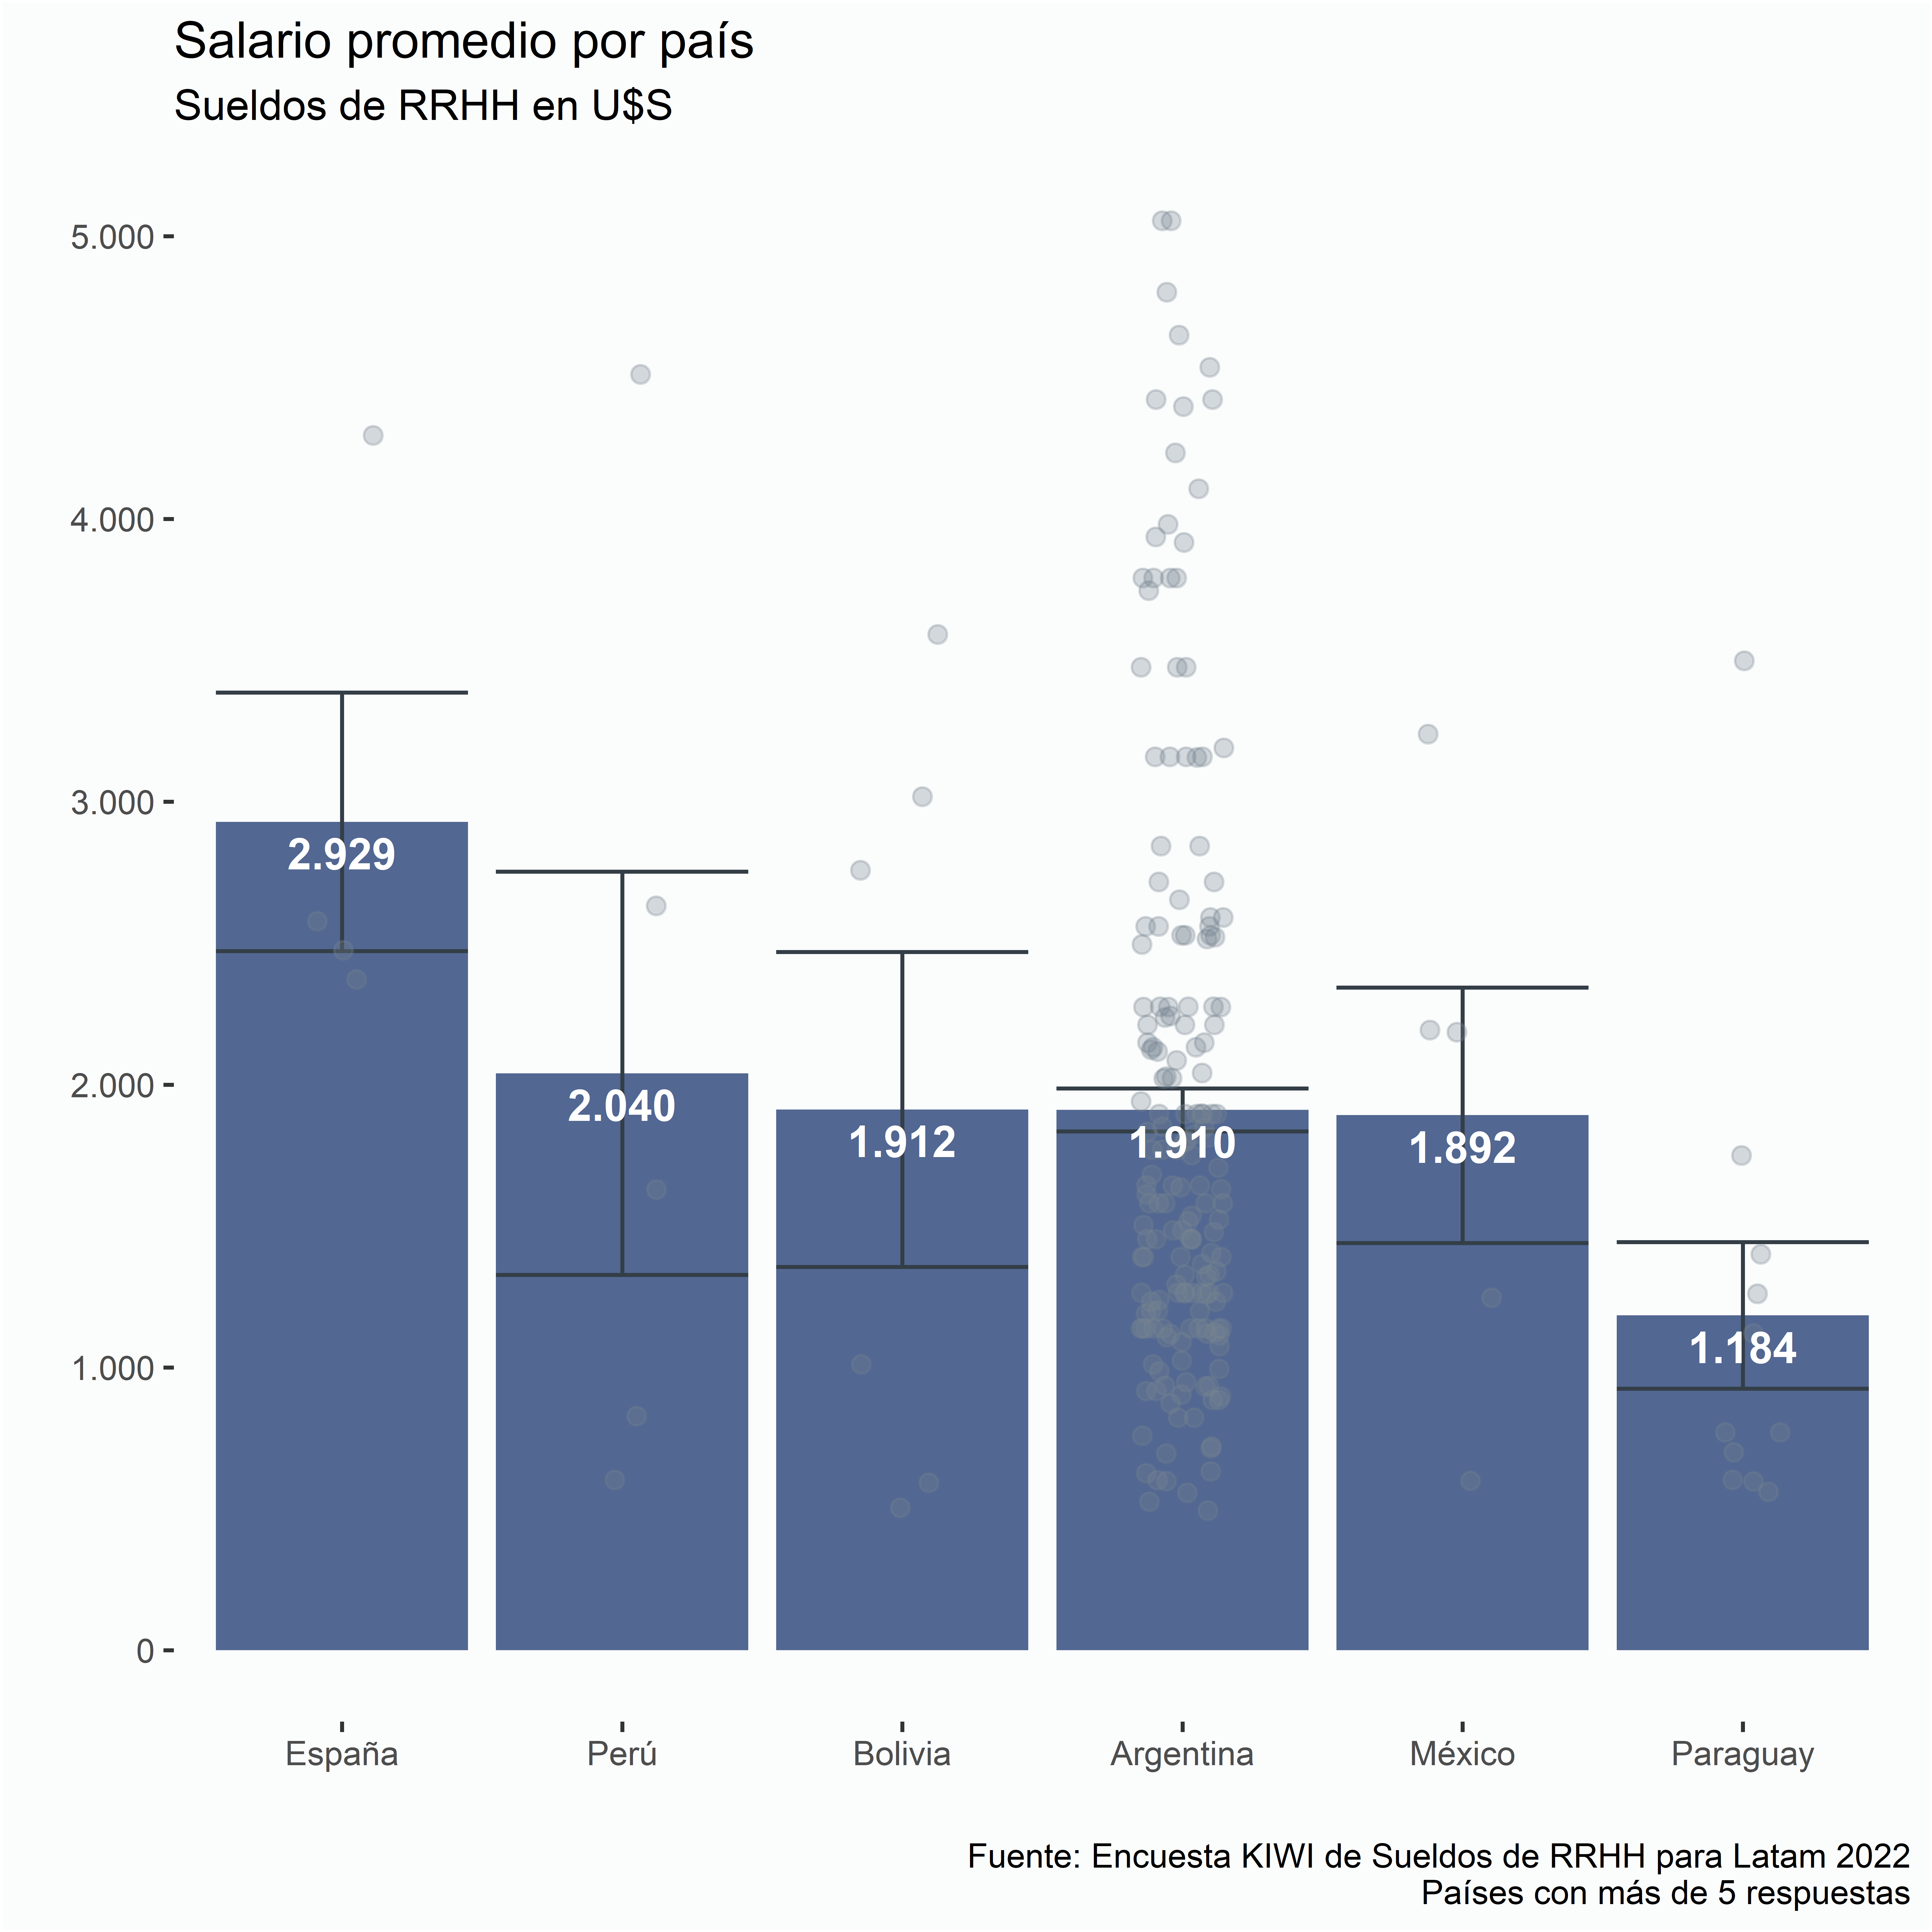 Salario promedio por país
Sueldos de RRHH en U$S
5.000
4.000
3.000
2.000
1.000
0
2.929
2.040
1.912
1.910
1.892
1.184
España
Perú
Bolivia
Argentina
México
Paraguay
Fuente: Encuesta KIWI de Sueldos de RRHH para Latam 2022
Países con más de 5 respuestas